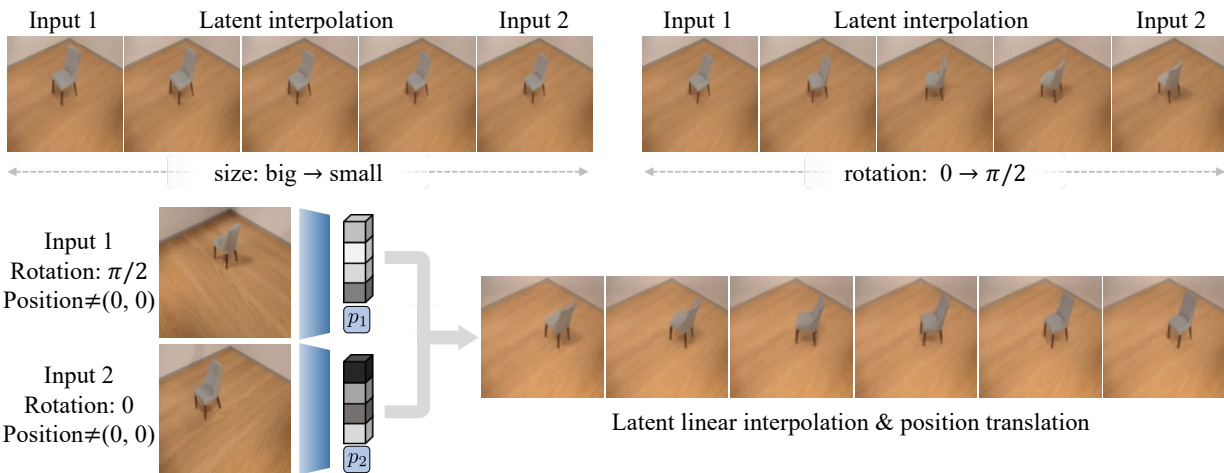 Input 1 Latent interpolation Input 2
Input 1 Latent interpolation Input 2
size: big → small
rotation: 0 → π/2
Input 1
Rotation: π/2
Position≠(0, 0)
p₁
Input 2
Rotation: 0
Position≠(0, 0)
p₂
Latent linear interpolation & position translation